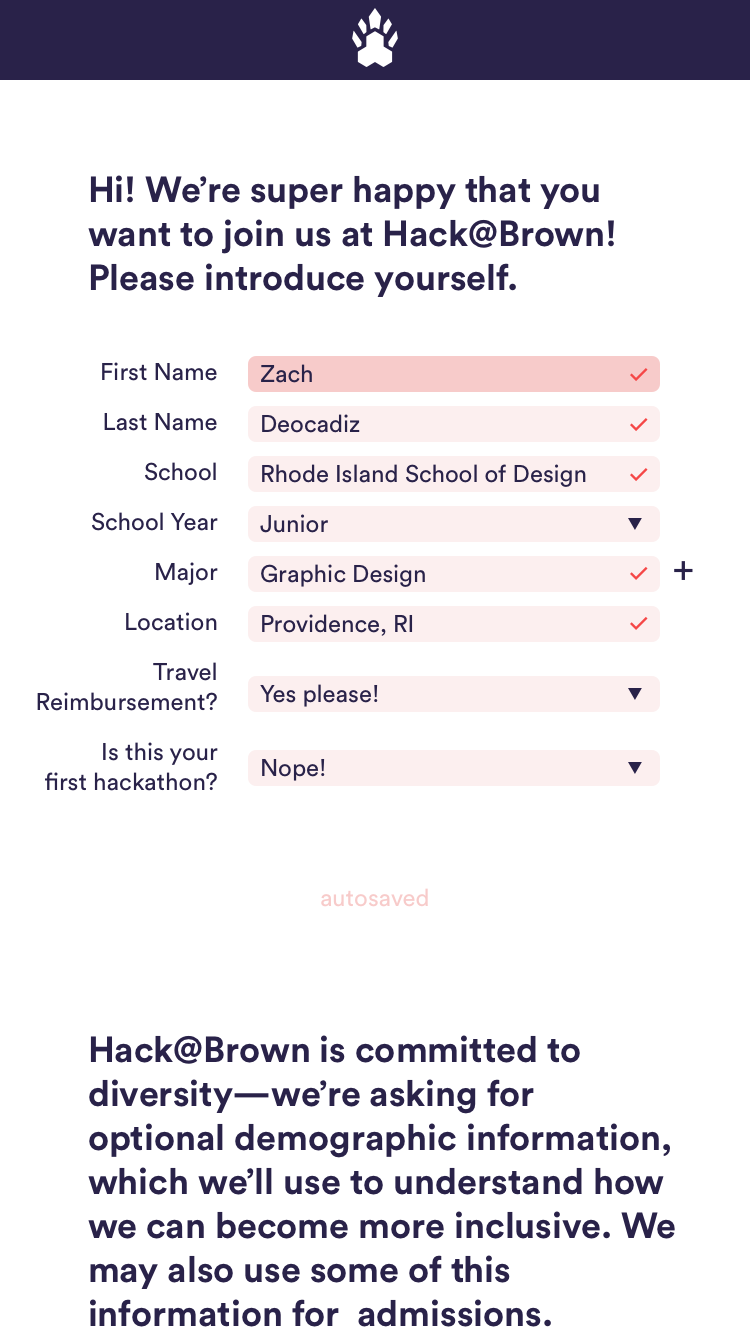 Hi! We’re super happy that you
want to join us at Hack@Brown!
Please introduce yourself.
First Name Zach
Last Name Deocadiz
School Rhode Island School of Design
School Year Junior
Major Graphic Design +
Location Providence, RI
Travel
Reimbursement? Yes please!
Is this your
first hackathon? Nope!
autosaved
Hack@Brown is committed to
diversity—we’re asking for
optional demographic information,
which we’ll use to understand how
we can become more inclusive. We
may also use some of this
information for  admissions.